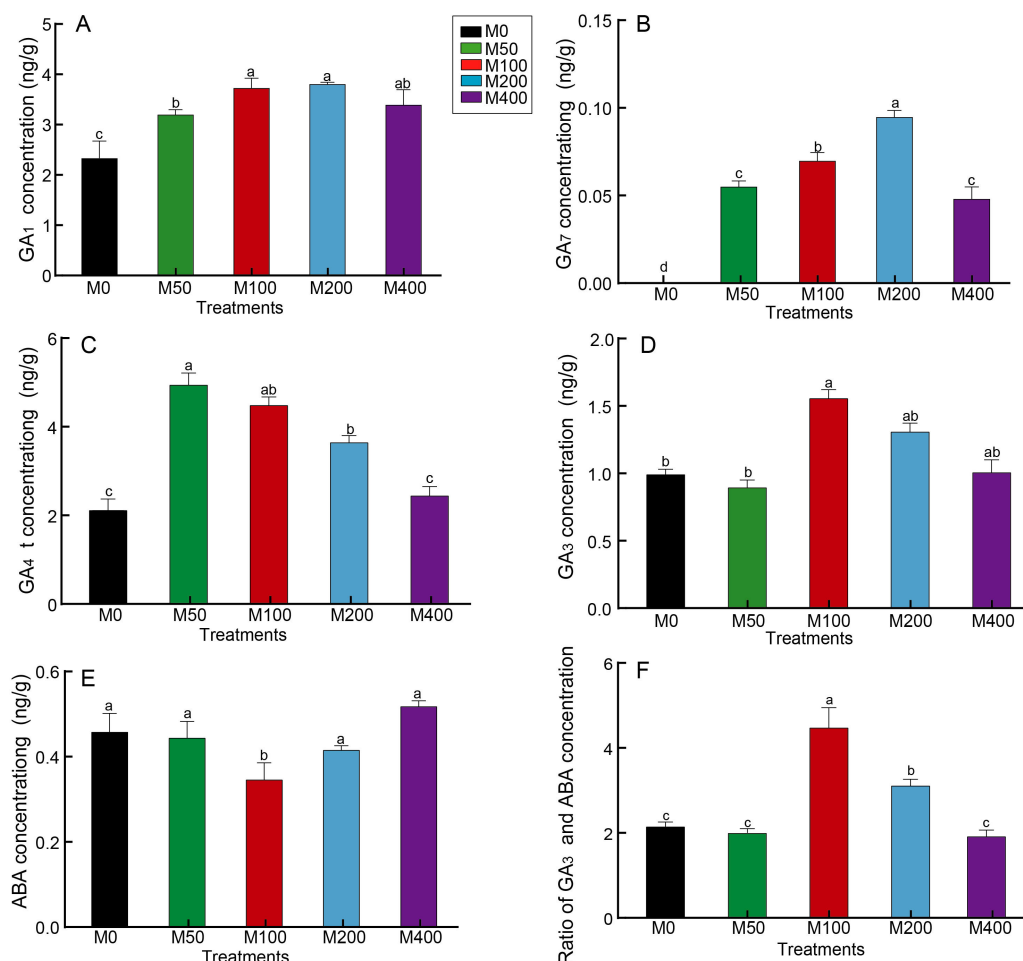 A
GA1 concentration (ng/g)
5
4
3
2
1
0
c
b
a
a
ab
M0
M50
M100
M200
M400
Treatments
M0
M50
M100
M200
M400
B
GA7 concentrationg (ng/g)
0.15
0.10
0.05
0.00
d
c
b
a
c
M0
M50
M100
M200
M400
Treatments
C
GA4 t concentrationg (ng/g)
6
4
2
0
c
a
ab
b
c
M0
M50
M100
M200
M400
Treatments
D
GA3 concentration (ng/g)
2.0
1.5
1.0
0.5
0.0
b
b
a
ab
ab
M0
M50
M100
M200
M400
Treatments
E
ABA concentrationg (ng/g)
0.6
0.4
0.2
0.0
a
a
b
a
a
M0
M50
M100
M200
M400
Treatments
F
Ratio of GA3 and ABA concentration
6
4
2
0
c
c
a
b
c
M0
M50
M100
M200
M400
Treatments